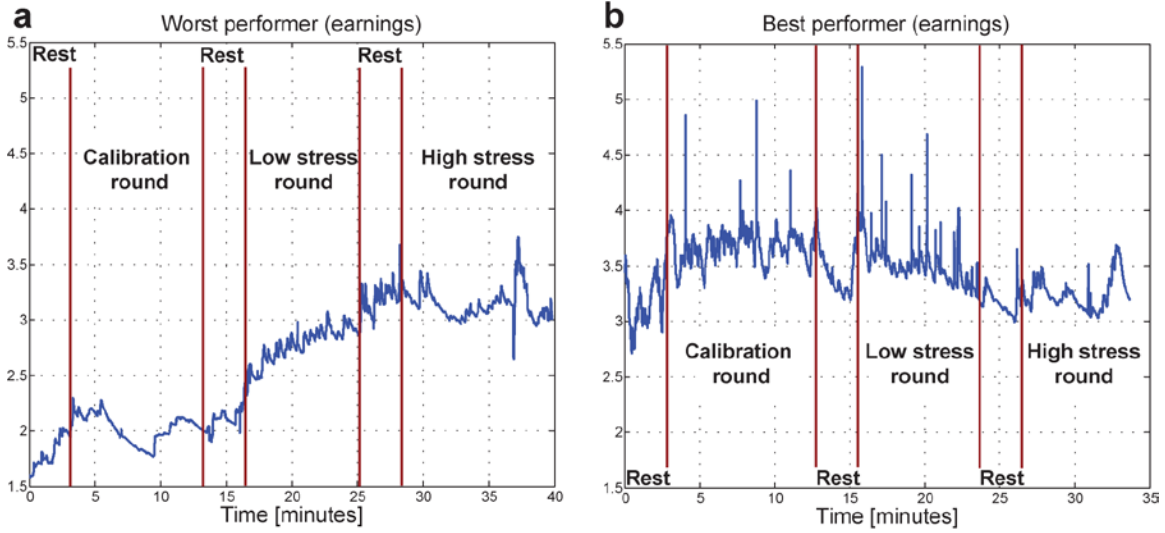 a
Worst performer (earnings)
5.5
5
4.5
4
3.5
3
2.5
2
1.5
Rest
Rest
Rest
Calibration
round
Low stress
round
High stress
round
0
5
10
15
20
25
30
35
40
Time [minutes]
b
Best performer (earnings)
5.5
5
4.5
4
3.5
3
2.5
2
1.5
Calibration
round
Low stress
round
High stress
round
Rest
Rest
Rest
0
5
10
15
20
25
30
35
Time [minutes]